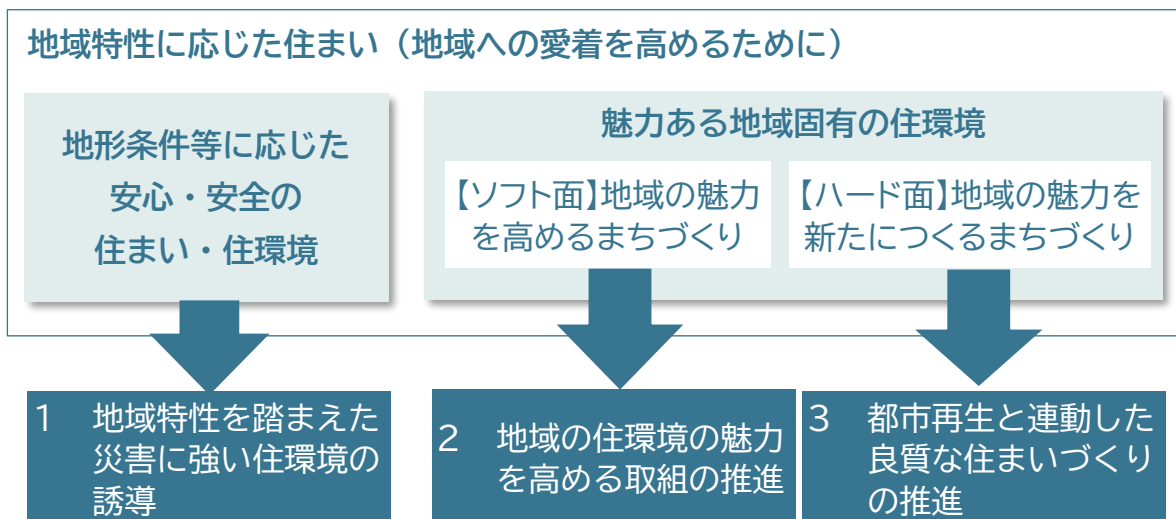 地域特性に応じた住まい（地域への愛着を高めるために）
地形条件等に応じた
安心・安全の
住まい・住環境
魅力ある地域固有の住環境
【ソフト面】地域の魅力
を高めるまちづくり
【ハード面】地域の魅力を
新たにつくるまちづくり
1 地域特性を踏まえた
災害に強い住環境の
誘導
2 地域の住環境の魅力
を高める取組の推進
3 都市再生と連動した
良質な住まいづくり
の推進